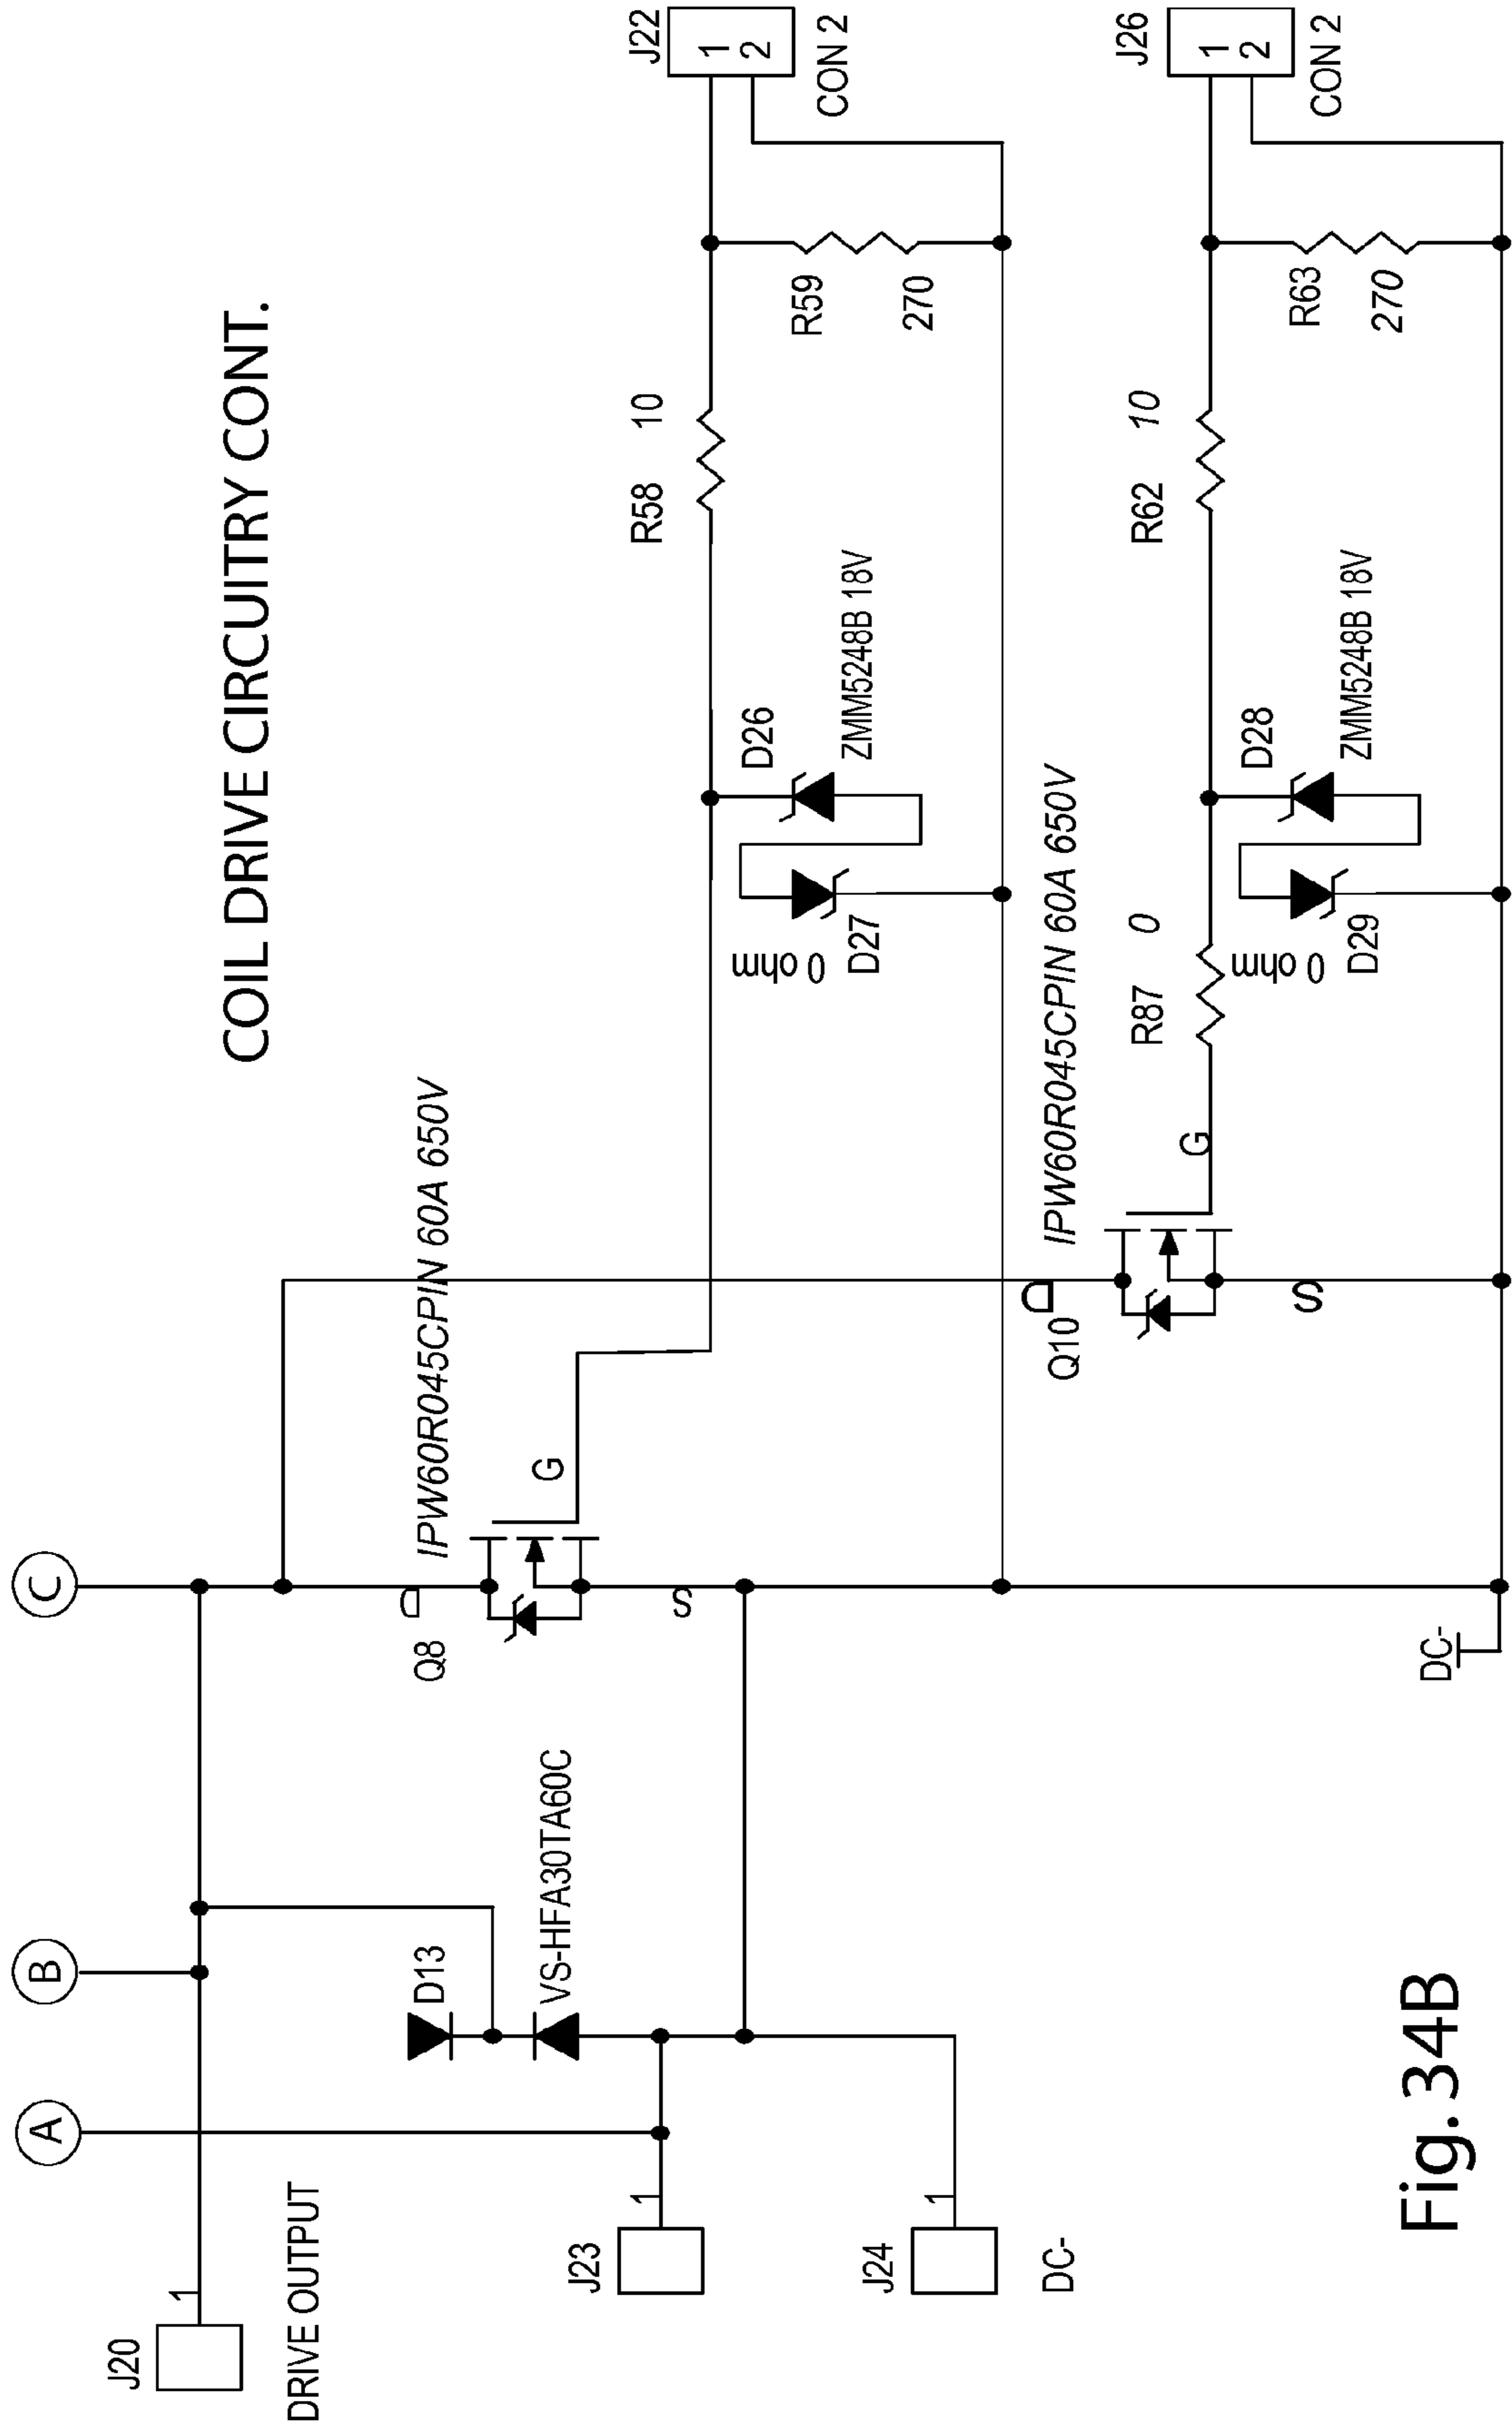 COIL DRIVE CIRCUITRY CONT.
A
B
C
J20
1
DRIVE OUTPUT
D13
VS-HFA30TA60C
J23
1
J24
1
DC-
Q8
D
S
G
IPW60R045CPIN 60A 650V
D26
ZMM5248B 18V
0 ohm
D27
R58
10
R59
270
J22
1
2
CON 2
Q10
D
S
G
IPW60R045CPIN 60A 650V
R87
0
D28
ZMM5248B 18V
0 ohm
D29
R62
10
R63
270
J26
1
2
CON 2
DC-
Fig. 34B